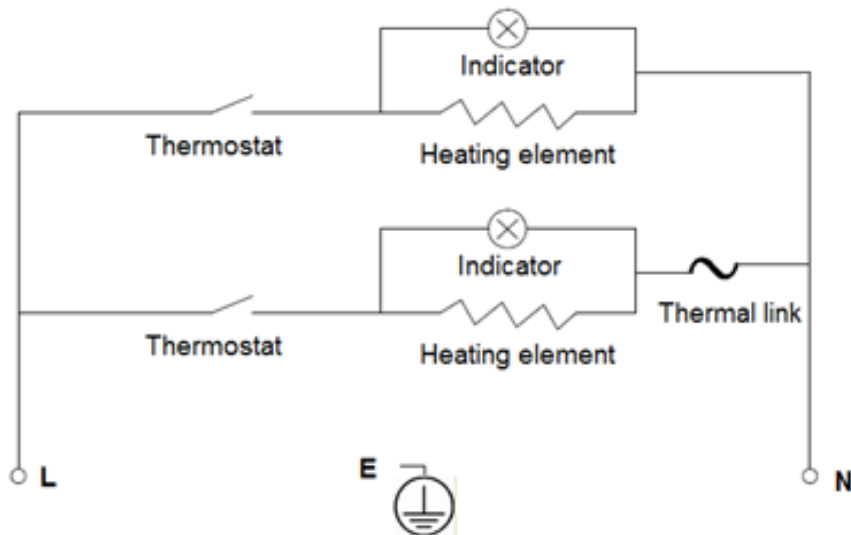 Indicator
Thermostat
Heating element
Indicator
Thermal link
Thermostat
Heating element
L
E
N